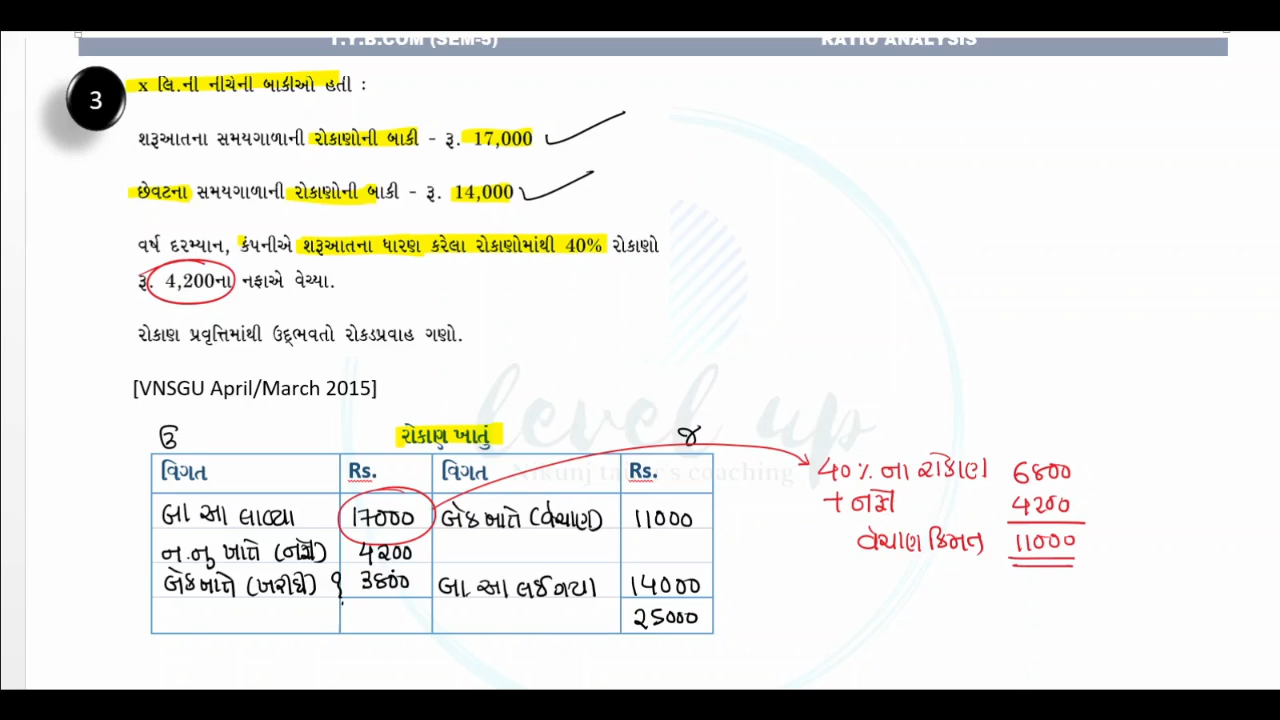 T.Y.B.COM (SEM-5) RATIO ANALYSIS
3
x લિ.ની નીચેની બાકીઓ હતી :
શરૂઆતના સમયગાળાની રોકાણોની બાકી - રૂ. 17,000
છેવટના સમયગાળાની રોકાણોની બાકી - રૂ. 14,000
વર્ષ દરમ્યાન, કંપનીએ શરૂઆતના ધારણ કરેલા રોકાણોમાંથી 40% રોકાણો
રૂ. 4,200ના નફાએ વેચ્યા.
રોકાણ પ્રવૃત્તિમાંથી ઉદ્ભવતો રોકડપ્રવાહ ગણો.
[VNSGU April/March 2015]
level up
ઉ રોકાણ ખાતું જ
વિગત Rs. વિગત Rs.
બા આ લાવ્યા 17000 બેંક ખાતે (વેચાણ) 11000
ન.નુ ખાતે (નફો) 4200
બેંક ખાતે (ખરીદી) ? 3800 બા. આ લઈ ગયા 14000
25000
40% ના રોકાણ 6800
+ નફો 4200
વેચાણ કિંમત 11000